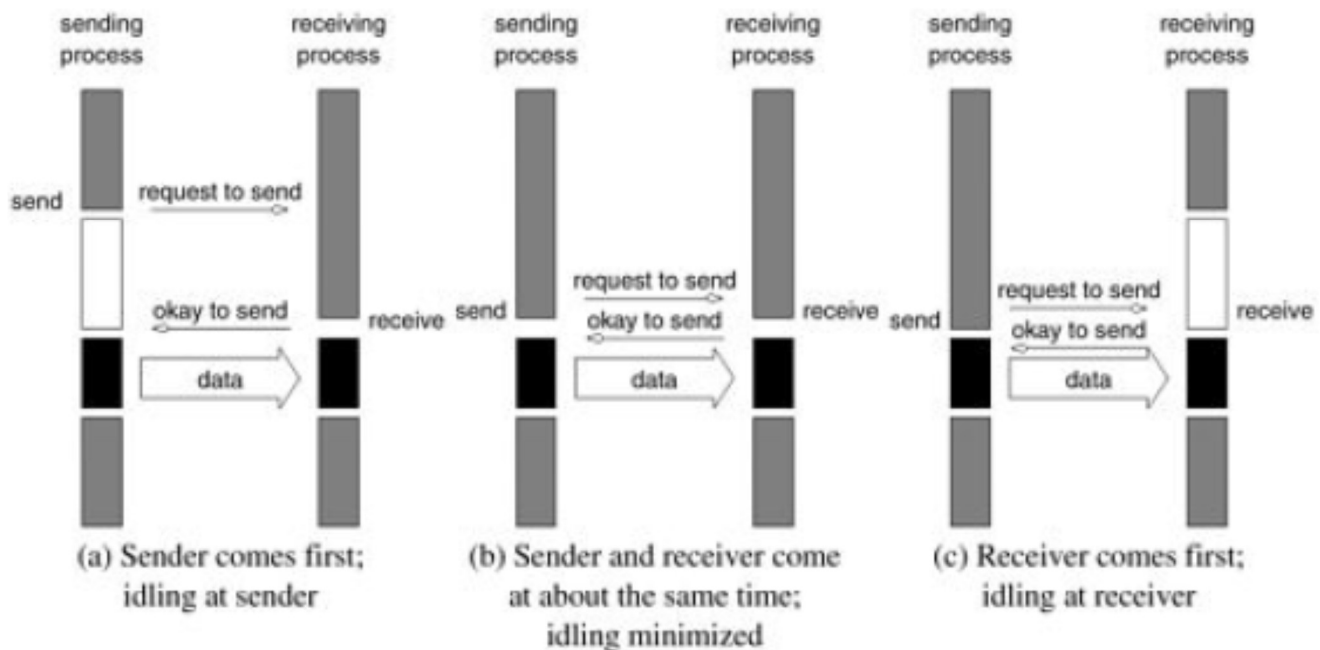 sending
process
receiving
process
sending
process
receiving
process
sending
process
receiving
process
send
request to send
okay to send
receive
data
send
request to send
okay to send
receive
data
send
request to send
okay to send
receive
data
(a) Sender comes first;
idling at sender
(b) Sender and receiver come
at about the same time;
idling minimized
(c) Receiver comes first;
idling at receiver